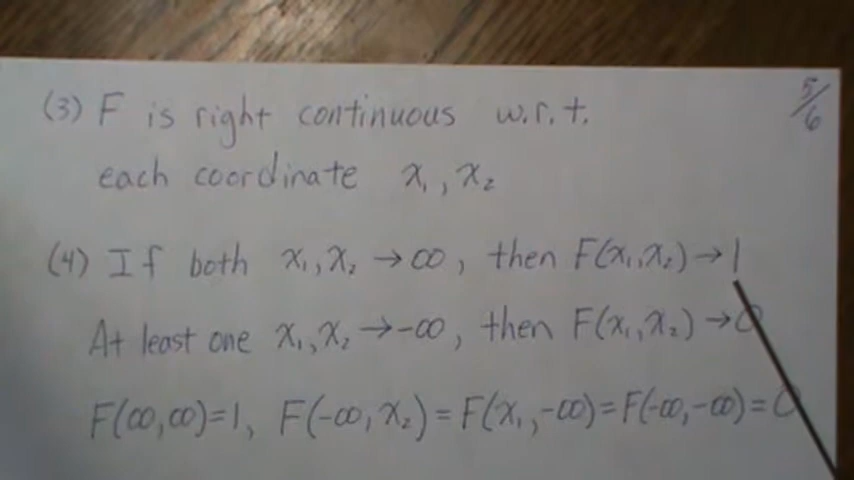 5/6
(3) F is right continuous w.r.t.
each coordinate x₁, x₂
(4) If both x₁, x₂ → ∞, then F(x₁, x₂) → 1
At least one x₁, x₂ → -∞, then F(x₁, x₂) → 0
F(∞,∞)=1, F(-∞, x₂) = F(x₁, -∞) = F(-∞,-∞) = 0